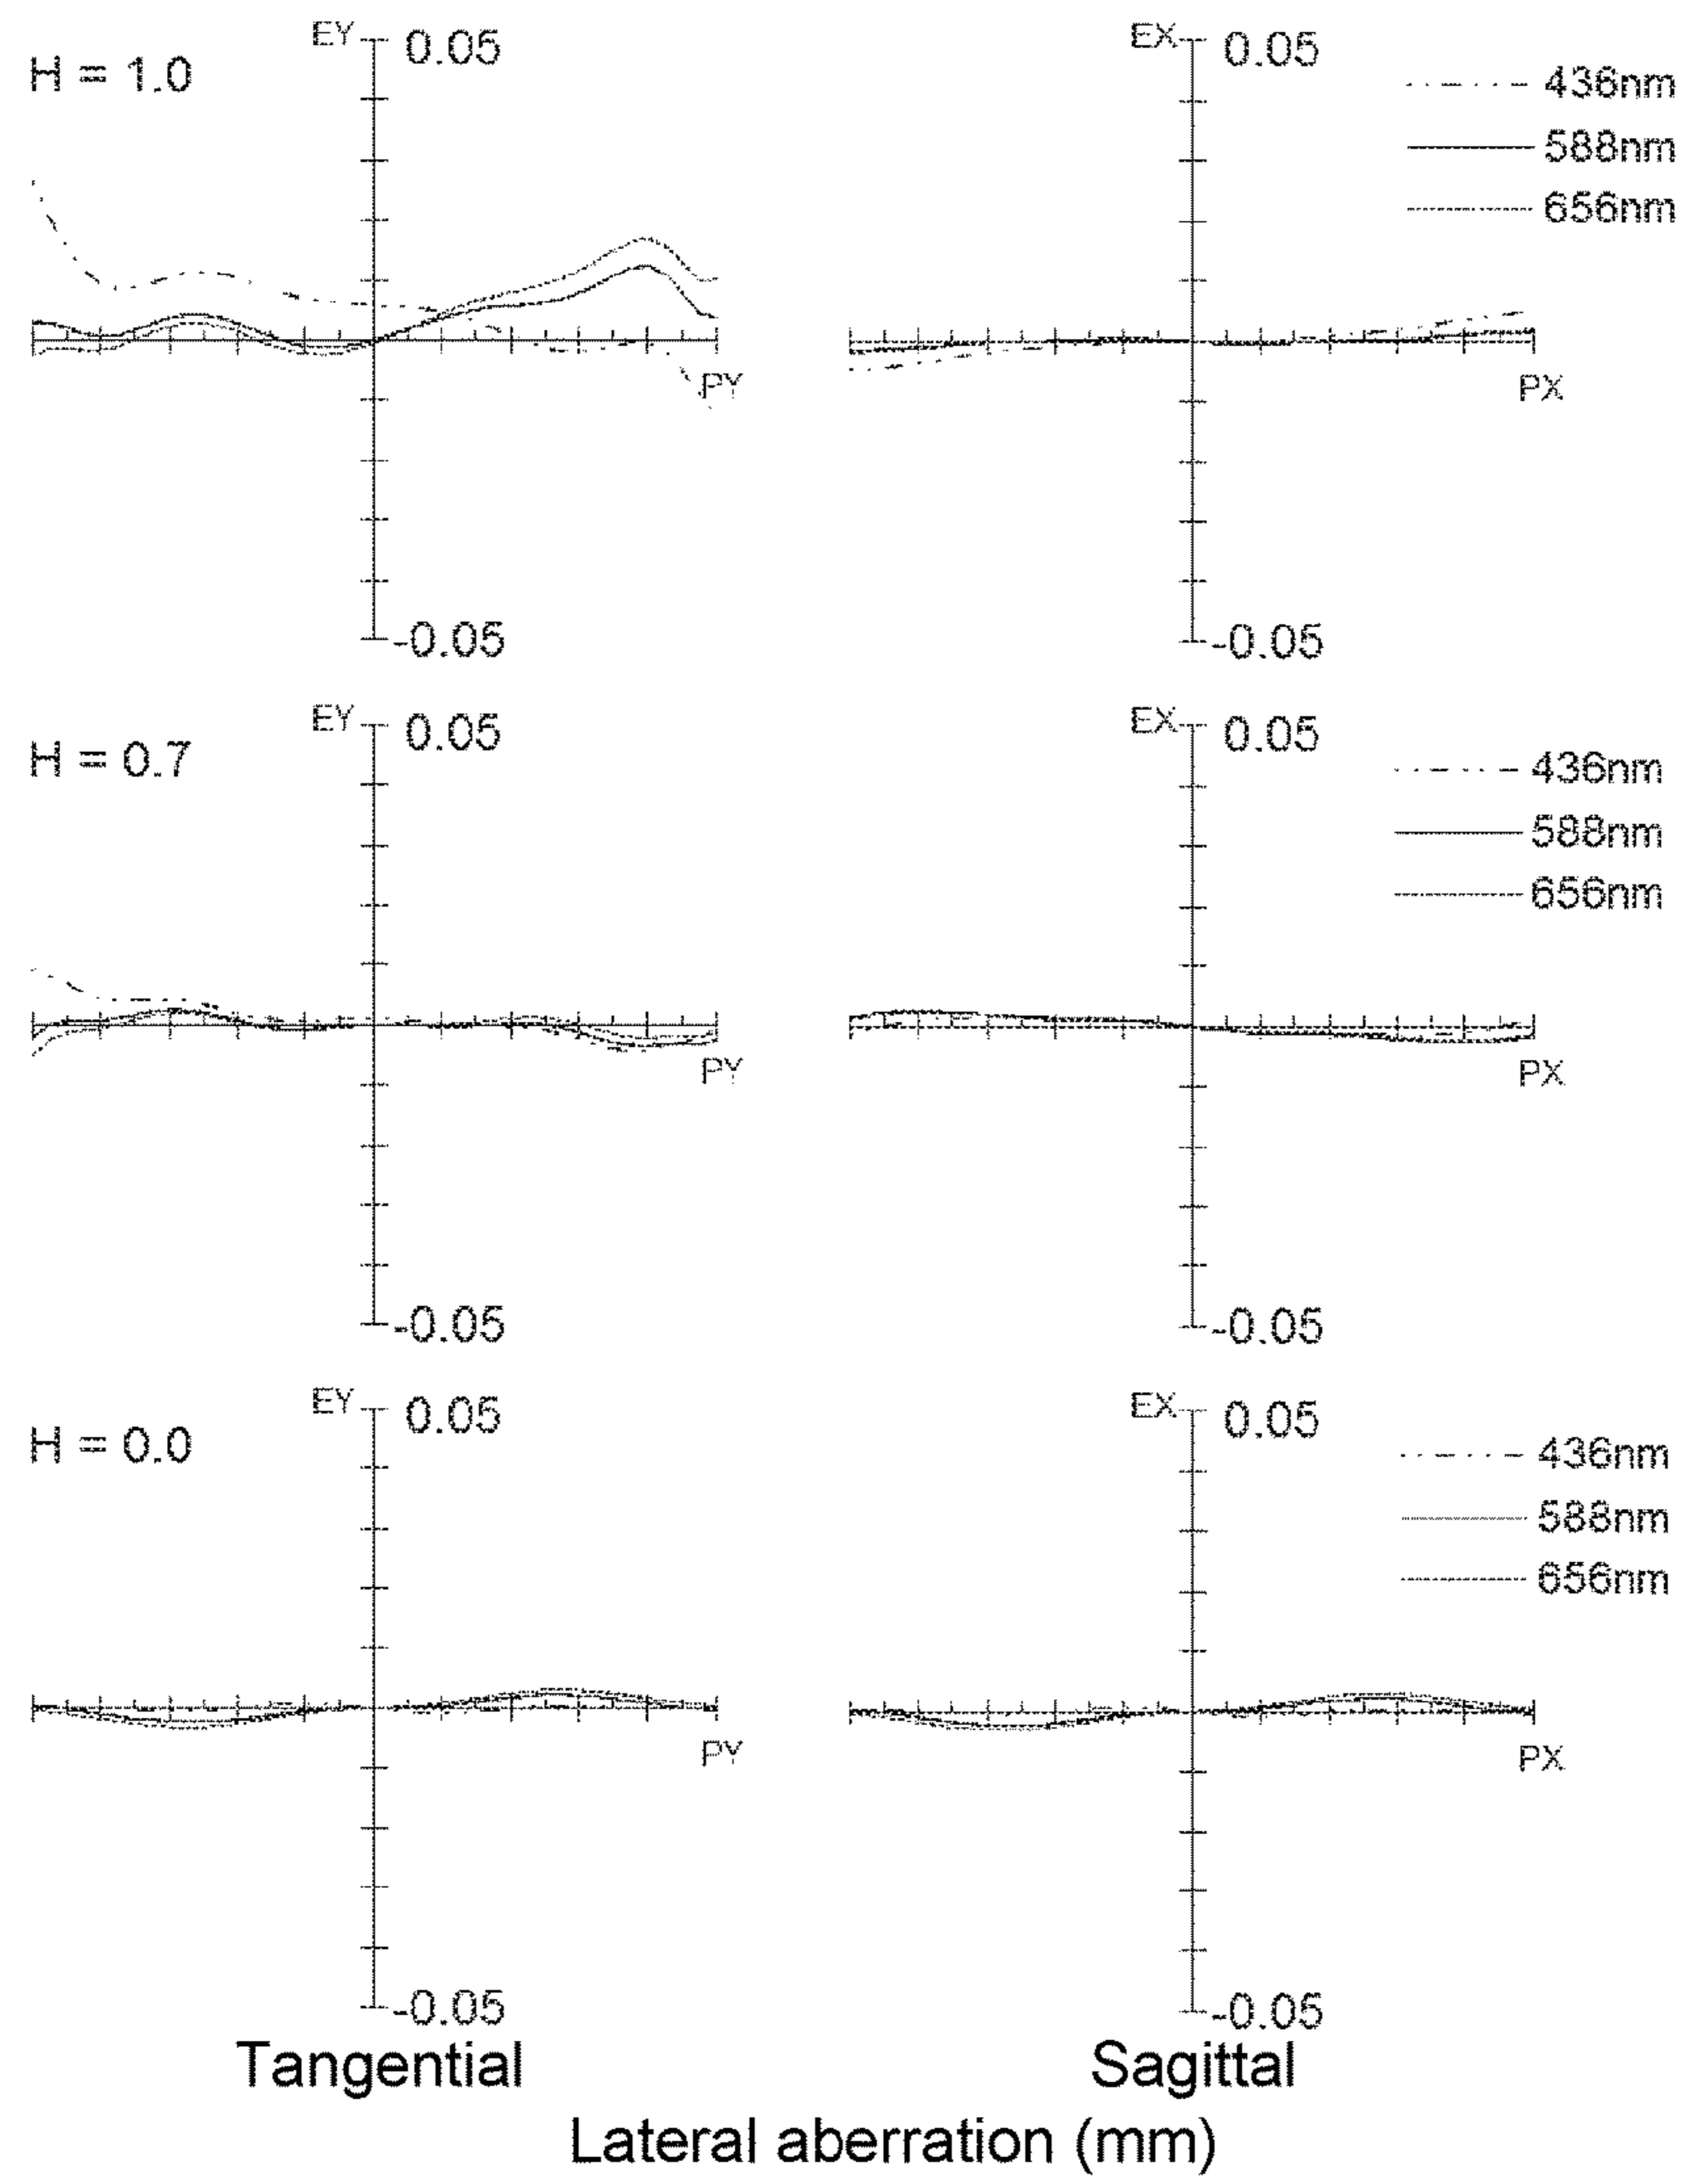 EY 0.05 EX 0.05
H = 1.0
436nm
588nm
656nm
PY PX
-0.05 -0.05
EY 0.05 EX 0.05
H = 0.7
436nm
588nm
656nm
PY PX
-0.05 -0.05
EY 0.05 EX 0.05
H = 0.0
436nm
588nm
656nm
PY PX
-0.05 -0.05
Tangential Sagittal
Lateral aberration (mm)